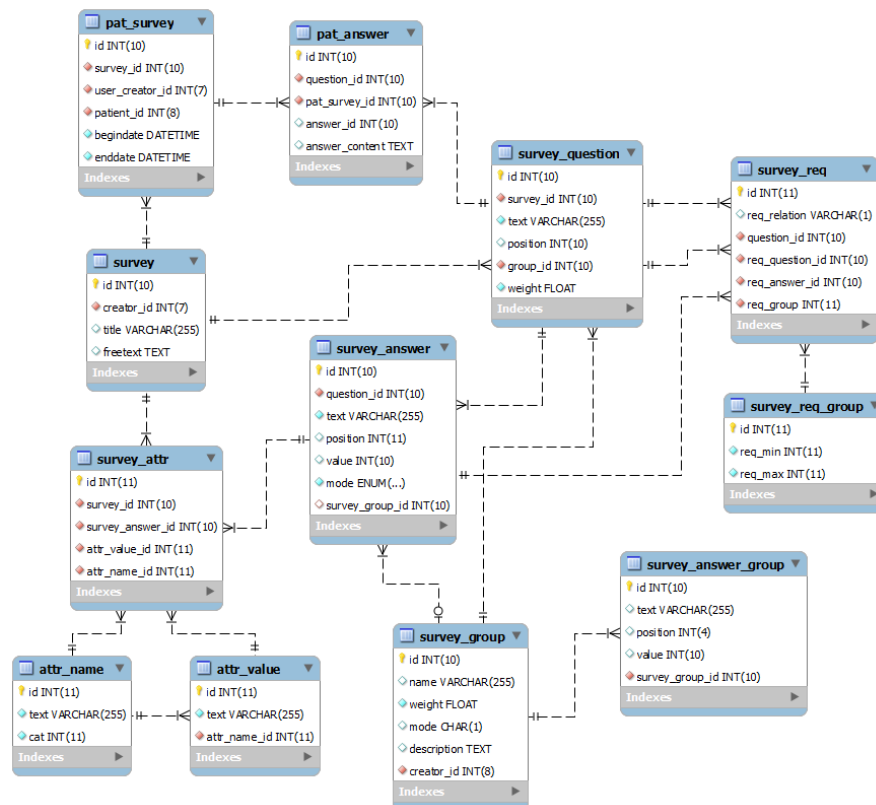 pat_survey
id INT(10)
survey_id INT(10)
user_creator_id INT(7)
patient_id INT(8)
begindate DATETIME
enddate DATETIME
Indexes
pat_answer
id INT(10)
question_id INT(10)
pat_survey_id INT(10)
answer_id INT(10)
answer_content TEXT
Indexes
survey_question
id INT(10)
survey_id INT(10)
text VARCHAR(255)
position INT(10)
group_id INT(10)
weight FLOAT
Indexes
survey_req
id INT(11)
req_relation VARCHAR(1)
question_id INT(10)
req_question_id INT(10)
req_answer_id INT(10)
req_group INT(11)
Indexes
survey
id INT(10)
creator_id INT(7)
title VARCHAR(255)
freetext TEXT
Indexes
survey_answer
id INT(10)
question_id INT(10)
text VARCHAR(255)
position INT(11)
value INT(10)
mode ENUM(...)
survey_group_id INT(10)
Indexes
survey_req_group
id INT(11)
req_min INT(11)
req_max INT(11)
Indexes
survey_attr
id INT(11)
survey_id INT(10)
survey_answer_id INT(10)
attr_value_id INT(11)
attr_name_id INT(11)
Indexes
survey_answer_group
id INT(10)
text VARCHAR(255)
position INT(4)
value INT(10)
survey_group_id INT(10)
Indexes
attr_name
id INT(11)
text VARCHAR(255)
cat INT(11)
Indexes
attr_value
id INT(11)
text VARCHAR(255)
attr_name_id INT(11)
Indexes
survey_group
id INT(10)
name VARCHAR(255)
weight FLOAT
mode CHAR(1)
description TEXT
creator_id INT(8)
Indexes